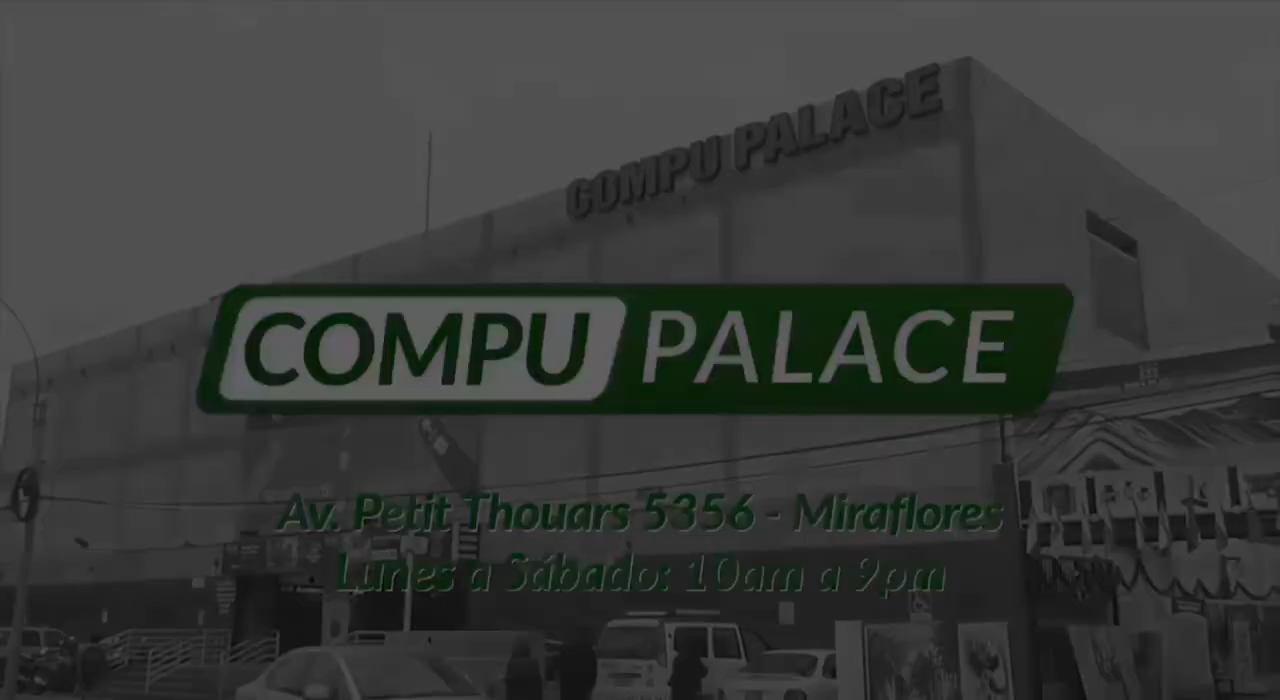 COMPU PALACE
COMPU PALACE
Av. Petit Thouars 5356 - Miraflores
Lunes a Sábado: 10am a 9pm